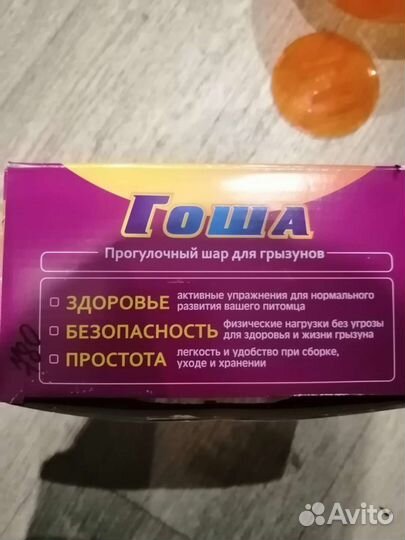 Гоша
Прогулочный шар для грызунов
ЗДОРОВЬЕ активные упражнения для нормального
развития вашего питомца
БЕЗОПАСНОСТЬ физические нагрузки без угрозы
для здоровья и жизни грызуна
ПРОСТОТА легкость и удобство при сборке,
уходе и хранении
380
Avito